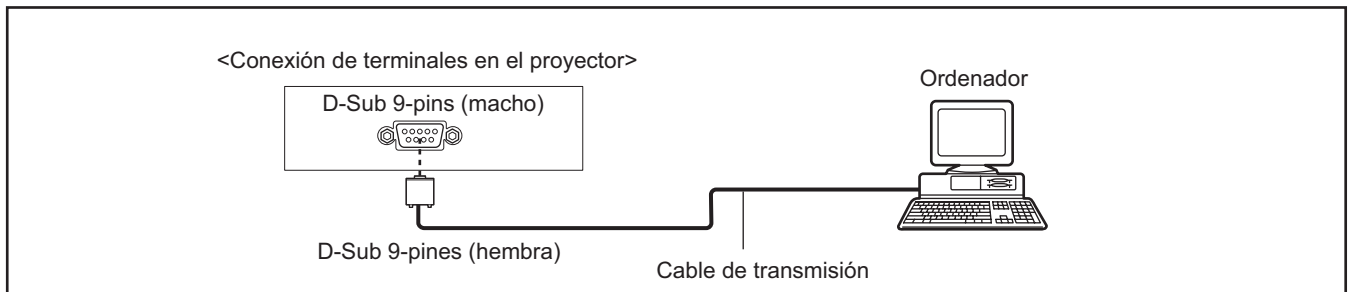 <Conexión de terminales en el proyector>
D-Sub 9-pins (macho)
Ordenador
D-Sub 9-pines (hembra)
Cable de transmisión